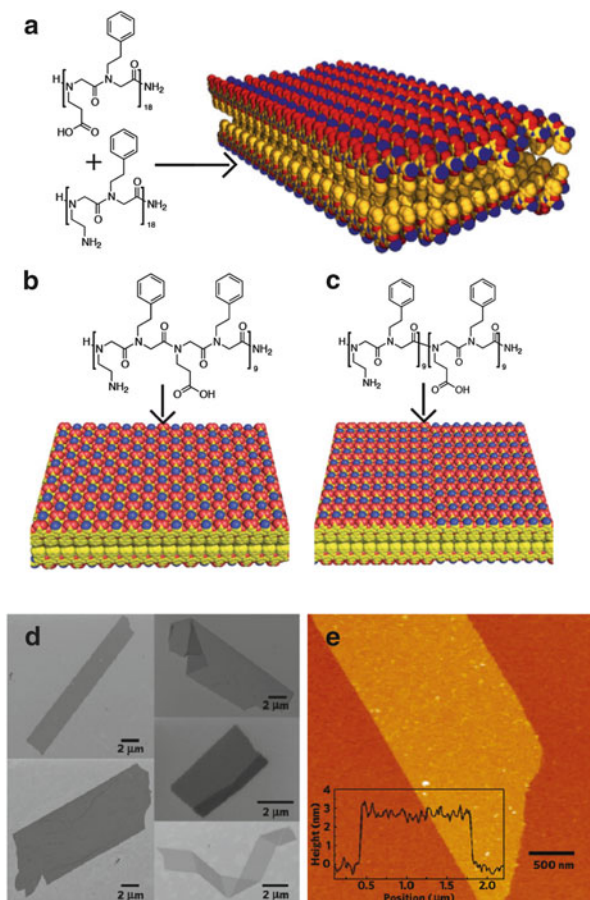 a
H
N
N
NH2
O
O
18
HO
O
+
H
N
N
NH2
O
O
18
NH2
b
H
N
N
N
N
NH2
O
O
O
O
9
NH2
O
OH
c
H
N
N
N
N
NH2
O
O
O
O
9
9
NH2
O
OH
d
2 μm
2 μm
2 μm
2 μm
2 μm
e
Height (nm)
4
3
2
1
0
0.5 1.0 1.5 2.0
Position (μm)
500 nm